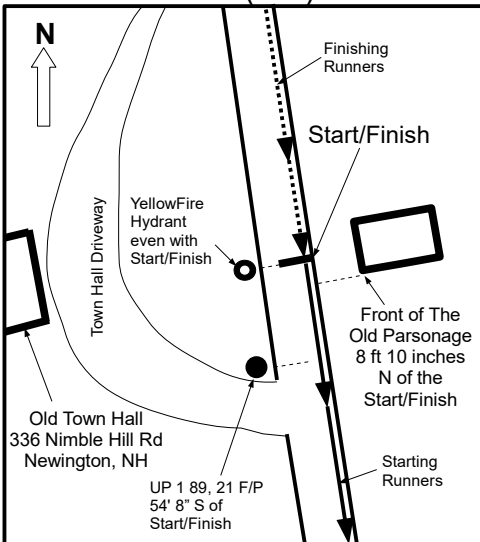 N
Finishing
Runners
Start/Finish
YellowFire
Hydrant
even with
Start/Finish
Town Hall Driveway
Front of The
Old Parsonage
8 ft 10 inches
N of the
Start/Finish
Old Town Hall
336 Nimble Hill Rd
Newington, NH
UP 1 89, 21 F/P
54' 8” S of
Start/Finish
Starting
Runners